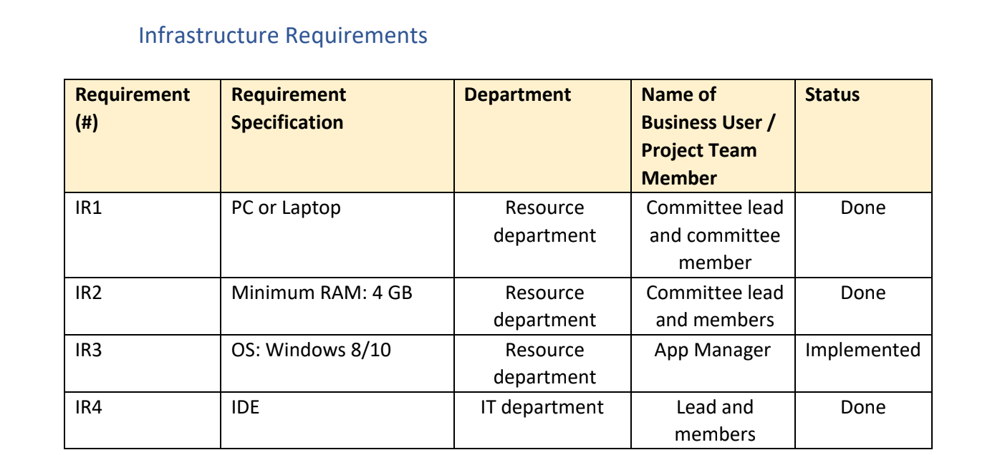 Infrastructure Requirements
Requirement (#)
Requirement Specification
Department
Name of Business User / Project Team Member
Status
IR1
PC or Laptop
Resource department
Committee lead and committee member
Done
IR2
Minimum RAM: 4 GB
Resource department
Committee lead and members
Done
IR3
OS: Windows 8/10
Resource department
App Manager
Implemented
IR4
IDE
IT department
Lead and members
Done